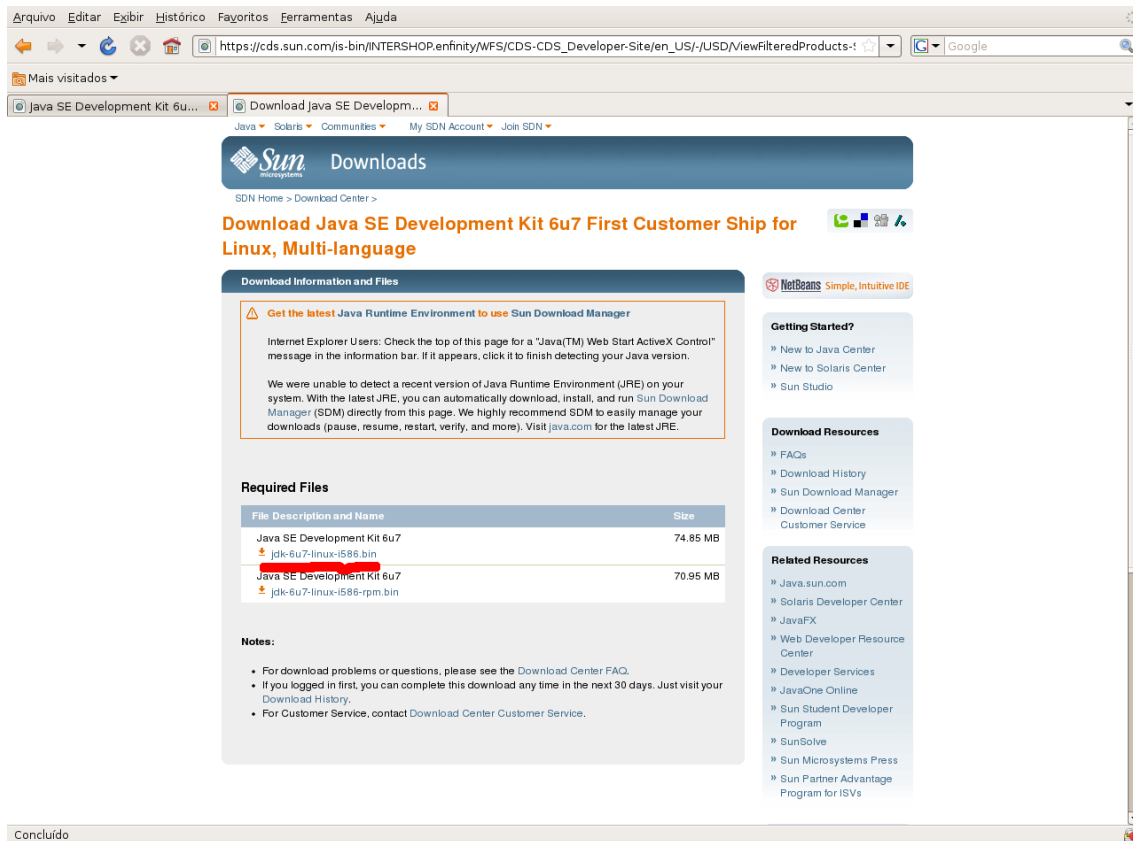 Arquivo Editar Exibir Histórico Favoritos Ferramentas Ajuda
https://cds.sun.com/is-bin/INTERSHOP.enfinity/WFS/CDS-CDS_Developer-Site/en_US/-/USD/ViewFilteredProducts-
Google
Mais visitados
Java SE Development Kit 6u...
Download Java SE Developm...
Java Solaris Communities My SDN Account Join SDN
Sun microsystems Downloads
SDN Home > Download Center >
Download Java SE Development Kit 6u7 First Customer Ship for
Linux, Multi-language
Download Information and Files
Get the latest Java Runtime Environment to use Sun Download Manager
Internet Explorer Users: Check the top of this page for a "Java(TM) Web Start ActiveX Control"
message in the information bar. If it appears, click it to finish detecting your Java version.
We were unable to detect a recent version of Java Runtime Environment (JRE) on your
system. With the latest JRE, you can automatically download, install, and run Sun Download
Manager (SDM) directly from this page. We highly recommend SDM to easily manage your
downloads (pause, resume, restart, verify, and more). Visit java.com for the latest JRE.
Required Files
File Description and Name Size
Java SE Development Kit 6u7 74.85 MB
jdk-6u7-linux-i586.bin
Java SE Development Kit 6u7 70.95 MB
jdk-6u7-linux-i586-rpm.bin
Notes:
• For download problems or questions, please see the Download Center FAQ.
• If you logged in first, you can complete this download any time in the next 30 days. Just visit your
Download History.
• For Customer Service, contact Download Center Customer Service.
NetBeans Simple, Intuitive IDE
Getting Started?
» New to Java Center
» New to Solaris Center
» Sun Studio
Download Resources
» FAQs
» Download History
» Sun Download Manager
» Download Center
Customer Service
Related Resources
» Java.sun.com
» Solaris Developer Center
» JavaFX
» Web Developer Resource
Center
» Developer Services
» JavaOne Online
» Sun Student Developer
Program
» SunSolve
» Sun Microsystems Press
» Sun Partner Advantage
Program for ISVs
Concluído